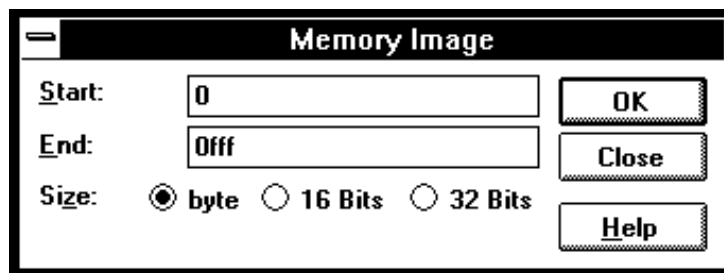 Memory Image
Start: 0 OK
End: 0fff Close
Size: byte 16 Bits 32 Bits
Help